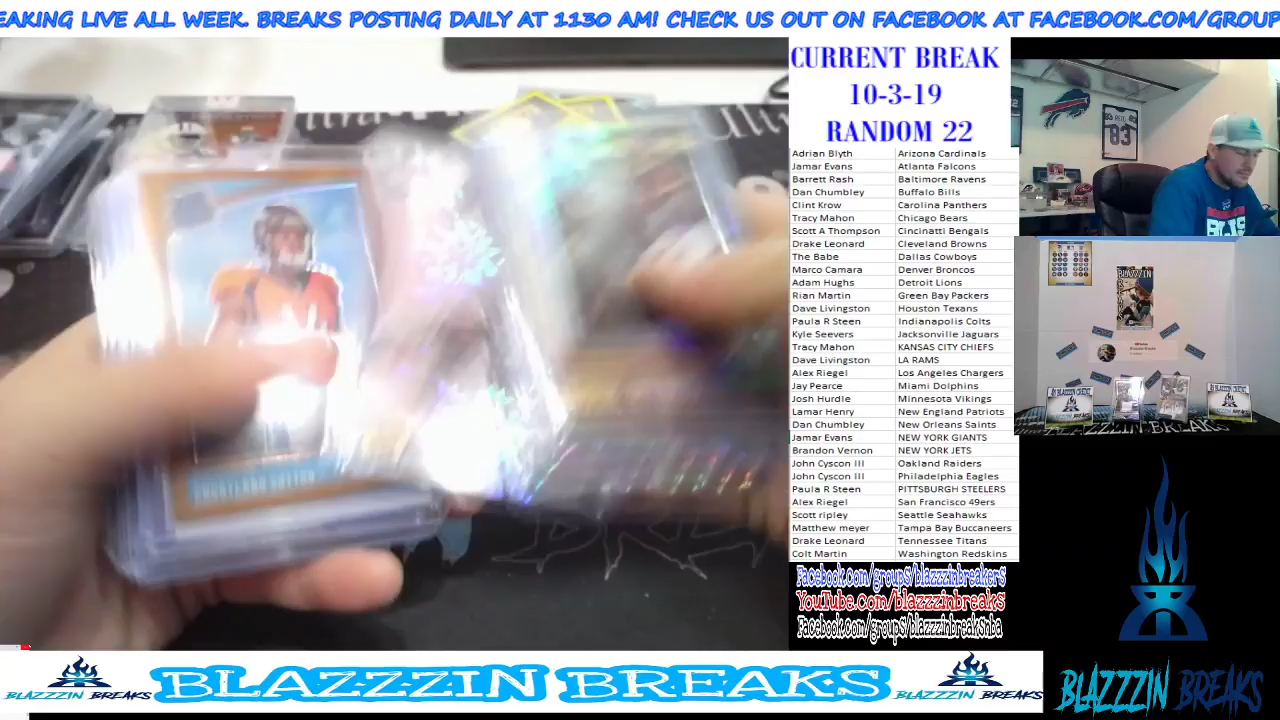 EAKING LIVE ALL WEEK. BREAKS POSTING DAILY AT 1130 AM! CHECK US OUT ON FACEBOOK AT FACEBOOK.COM/GROUP
CURRENT BREAK
10-3-19
RANDOM 22
Adrian Blyth Arizona Cardinals
Jamar Evans Atlanta Falcons
Barrett Rash Baltimore Ravens
Dan Chumbley Buffalo Bills
Clint Krow Carolina Panthers
Tracy Mahon Chicago Bears
Scott A Thompson Cincinatti Bengals
Drake Leonard Cleveland Browns
The Babe Dallas Cowboys
Marco Camara Denver Broncos
Adam Hughs Detroit Lions
Rian Martin Green Bay Packers
Dave Livingston Houston Texans
Paula R Steen Indianapolis Colts
Kyle Seevers Jacksonville Jaguars
Tracy Mahon KANSAS CITY CHIEFS
Dave Livingston LA RAMS
Alex Riegel Los Angeles Chargers
Jay Pearce Miami Dolphins
Josh Hurdle Minnesota Vikings
Lamar Henry New England Patriots
Dan Chumbley New Orleans Saints
Jamar Evans NEW YORK GIANTS
Brandon Vernon NEW YORK JETS
John Cyscon III Oakland Raiders
John Cyscon III Philadelphia Eagles
Paula R Steen PITTSBURGH STEELERS
Alex Riegel San Francisco 49ers
Scott ripley Seattle Seahawks
Matthew meyer Tampa Bay Buccaneers
Drake Leonard Tennessee Titans
Colt Martin Washington Redskins
Facebook.com/groups/blazzzinbreakers
YouTube.com/blazzzinbreaks
Facebook.com/groups/blazzzinbreaksnba
83
BLAZZZIN
BLAZZZIN BREAKS
BLAZZZIN BREAKS
BLAZZZIN BREAKS
BLAZZZIN BREAKS